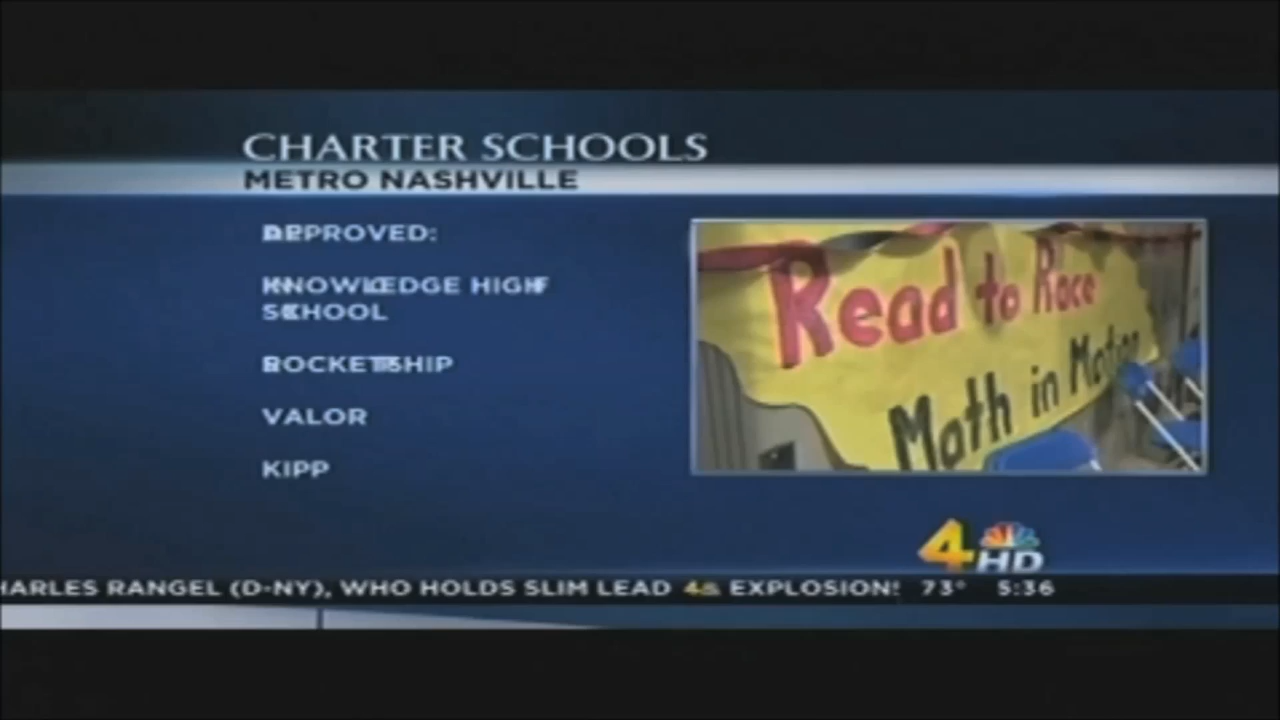 CHARTER SCHOOLS
METRO NASHVILLE
APPROVED:
KNOWLEDGE HIGH
SCHOOL
ROCKETSHIP
VALOR
KIPP
Read to Race
Math in Motion
4 HD
HARLES RANGEL (D-NY), WHO HOLDS SLIM LEAD 4 EXPLOSION! 73° 5:36